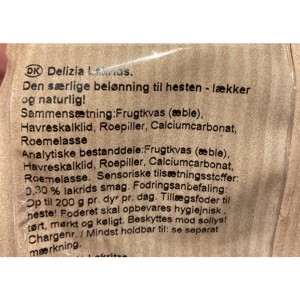 DK Delizia Lakrids.
Den særlige belønning til hesten - lækker
og naturlig!
Sammensætning:Frugtkvas (æble),
Havreskalklid, Roepiller, Calciumcarbonat,
Roemelasse
Analytiske bestanddele:Frugtkvas (æble),
Havreskalklid, Roepiller, Calciumcarbonat,
Roemelasse. Sensoriske tilsætningsstoffer:
0,30 % lakrids smag. Fodringsanbefaling:
Op til 200 g pr. dyr pr. dag. Tillægsfoder til
heste! Foderet skal opbevares hygiejnisk,
tørt, mørkt og køligt. Beskyttes mod sollys!
Chargenr. / Mindst holdbar til: se separat
mærkning.